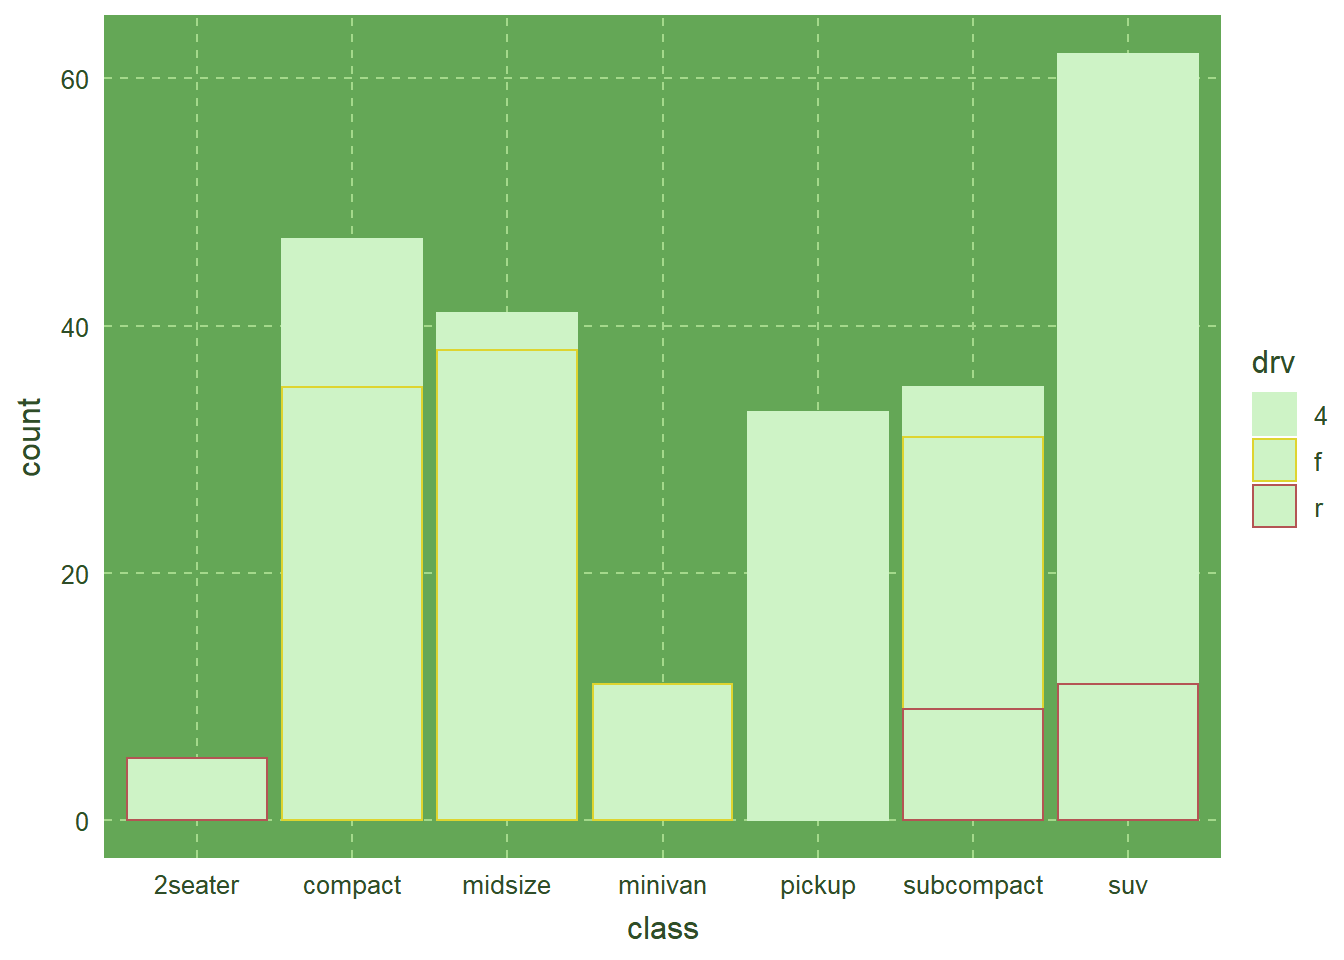 60
40
20
0
count
2seater compact midsize minivan pickup subcompact suv
class
drv
4
f
r